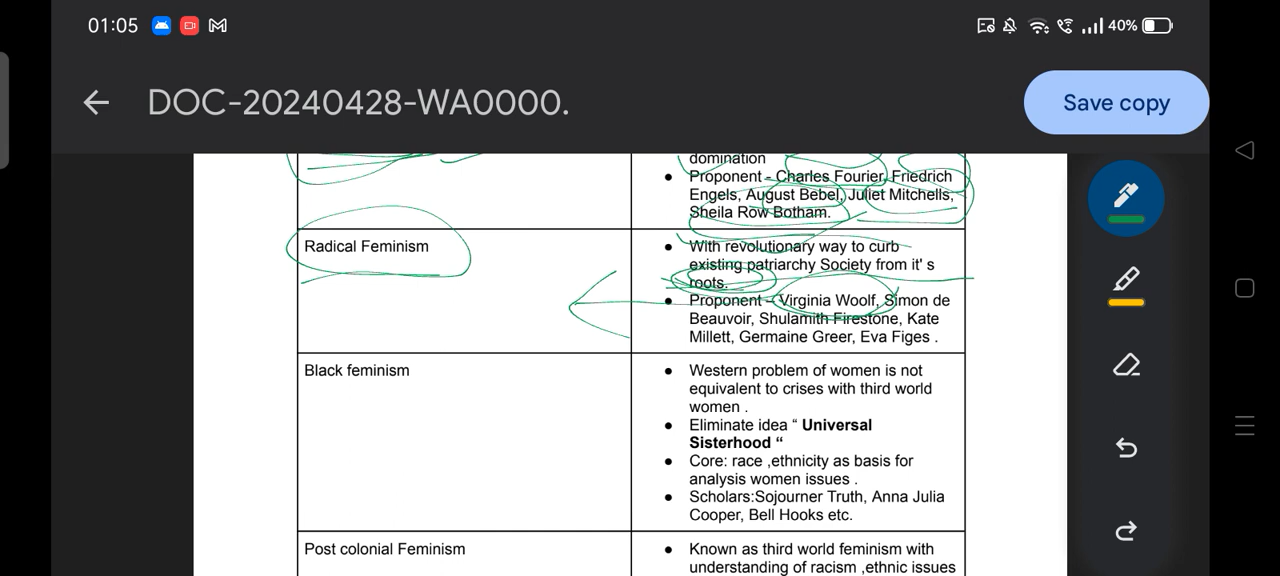 01:05
40%
DOC-20240428-WA0000.
Save copy
domination
Proponent - Charles Fourier, Friedrich
Engels, August Bebel, Juliet Mitchells,
Sheila Row Botham.
Radical Feminism
● With revolutionary way to curb
existing patriarchy Society from it' s
roots.
● Proponent - Virginia Woolf, Simon de
Beauvoir, Shulamith Firestone, Kate
Millett, Germaine Greer, Eva Figes .
Black feminism
● Western problem of women is not
equivalent to crises with third world
women .
● Eliminate idea “ Universal
Sisterhood “
● Core: race ,ethnicity as basis for
analysis women issues .
● Scholars:Sojourner Truth, Anna Julia
Cooper, Bell Hooks etc.
Post colonial Feminism
● Known as third world feminism with
understanding of racism ,ethnic issues